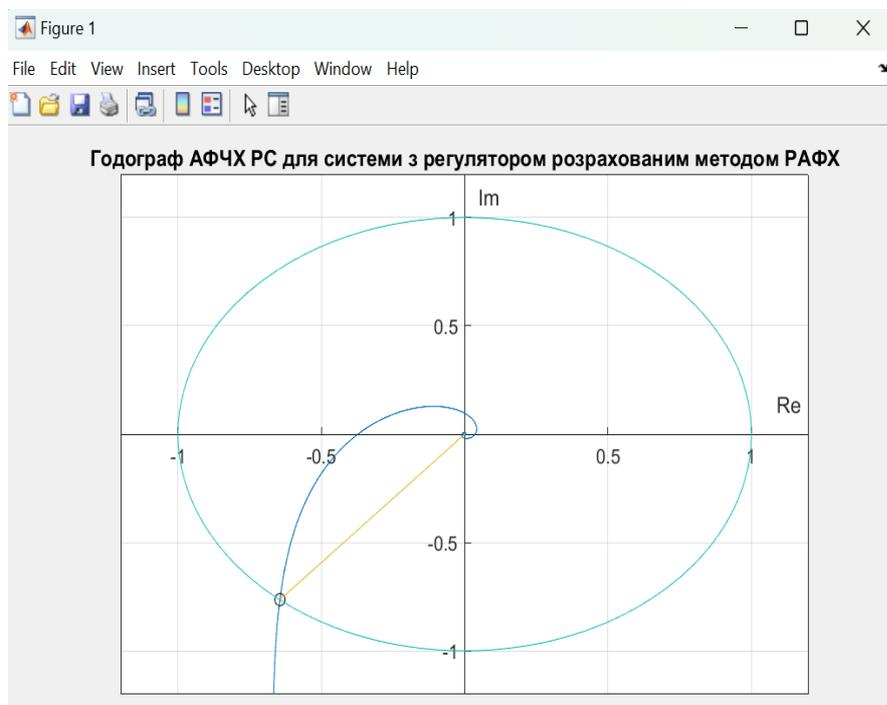 Figure 1
File Edit View Insert Tools Desktop Window Help
Годограф АФЧХ РС для системи з регулятором розрахованим методом РАФХ
Im
1
0.5
Re
-1 -0.5 0.5 1
-0.5
-1